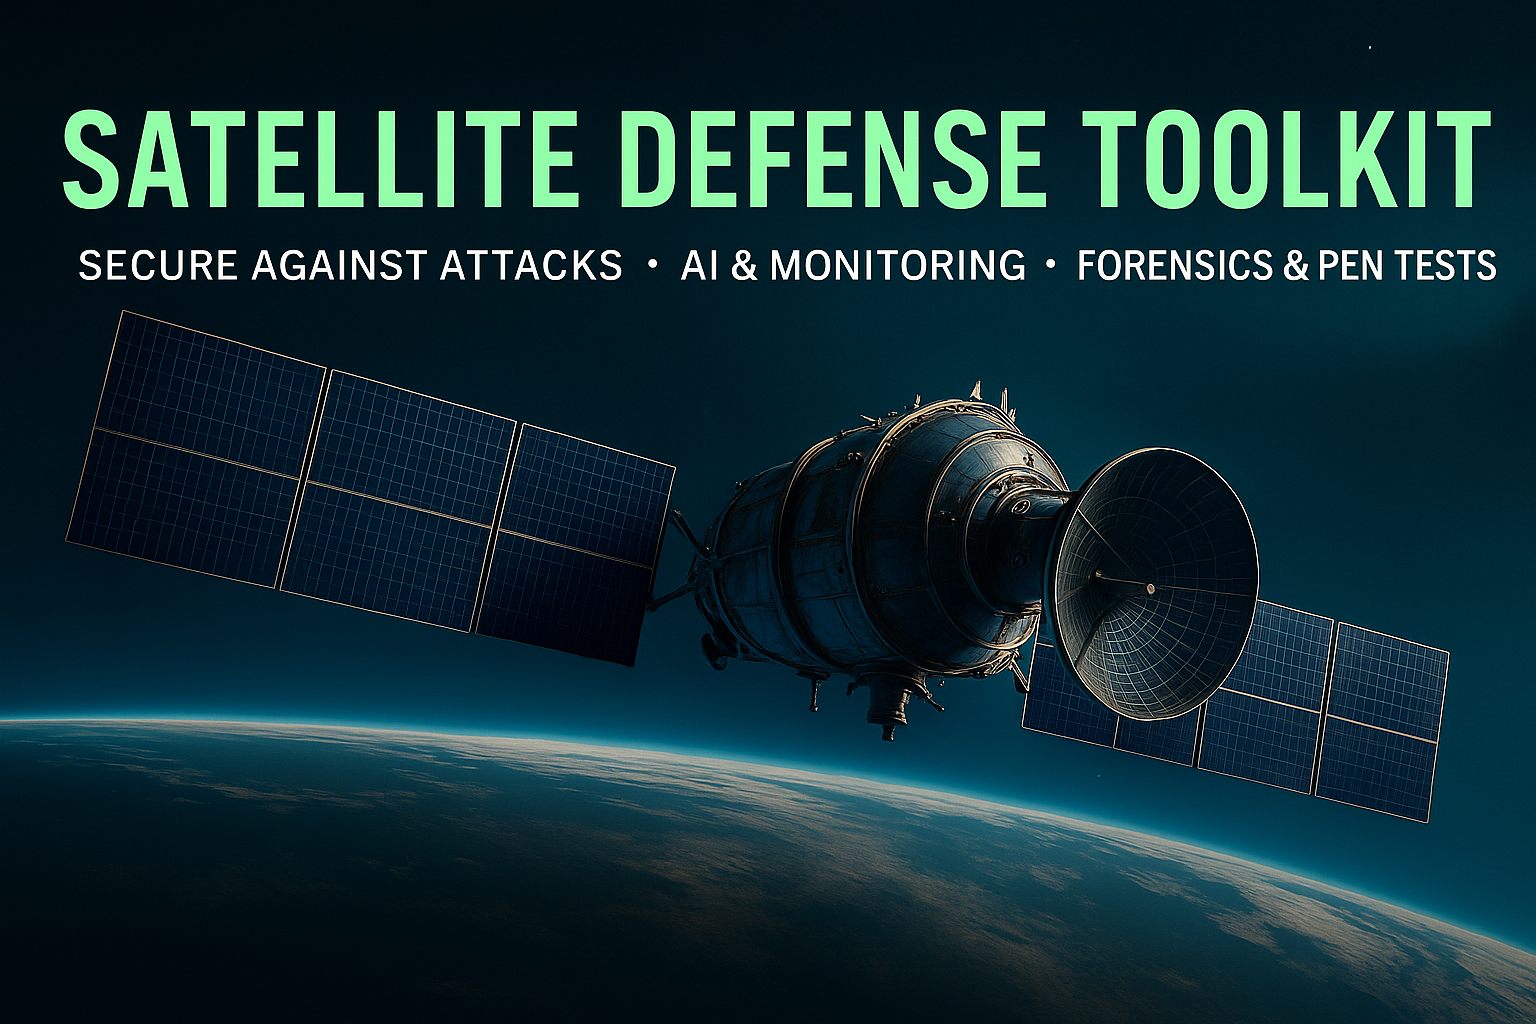 SATELLITE DEFENSE TOOLKIT
SECURE AGAINST ATTACKS • AI & MONITORING • FORENSICS & PEN TESTS